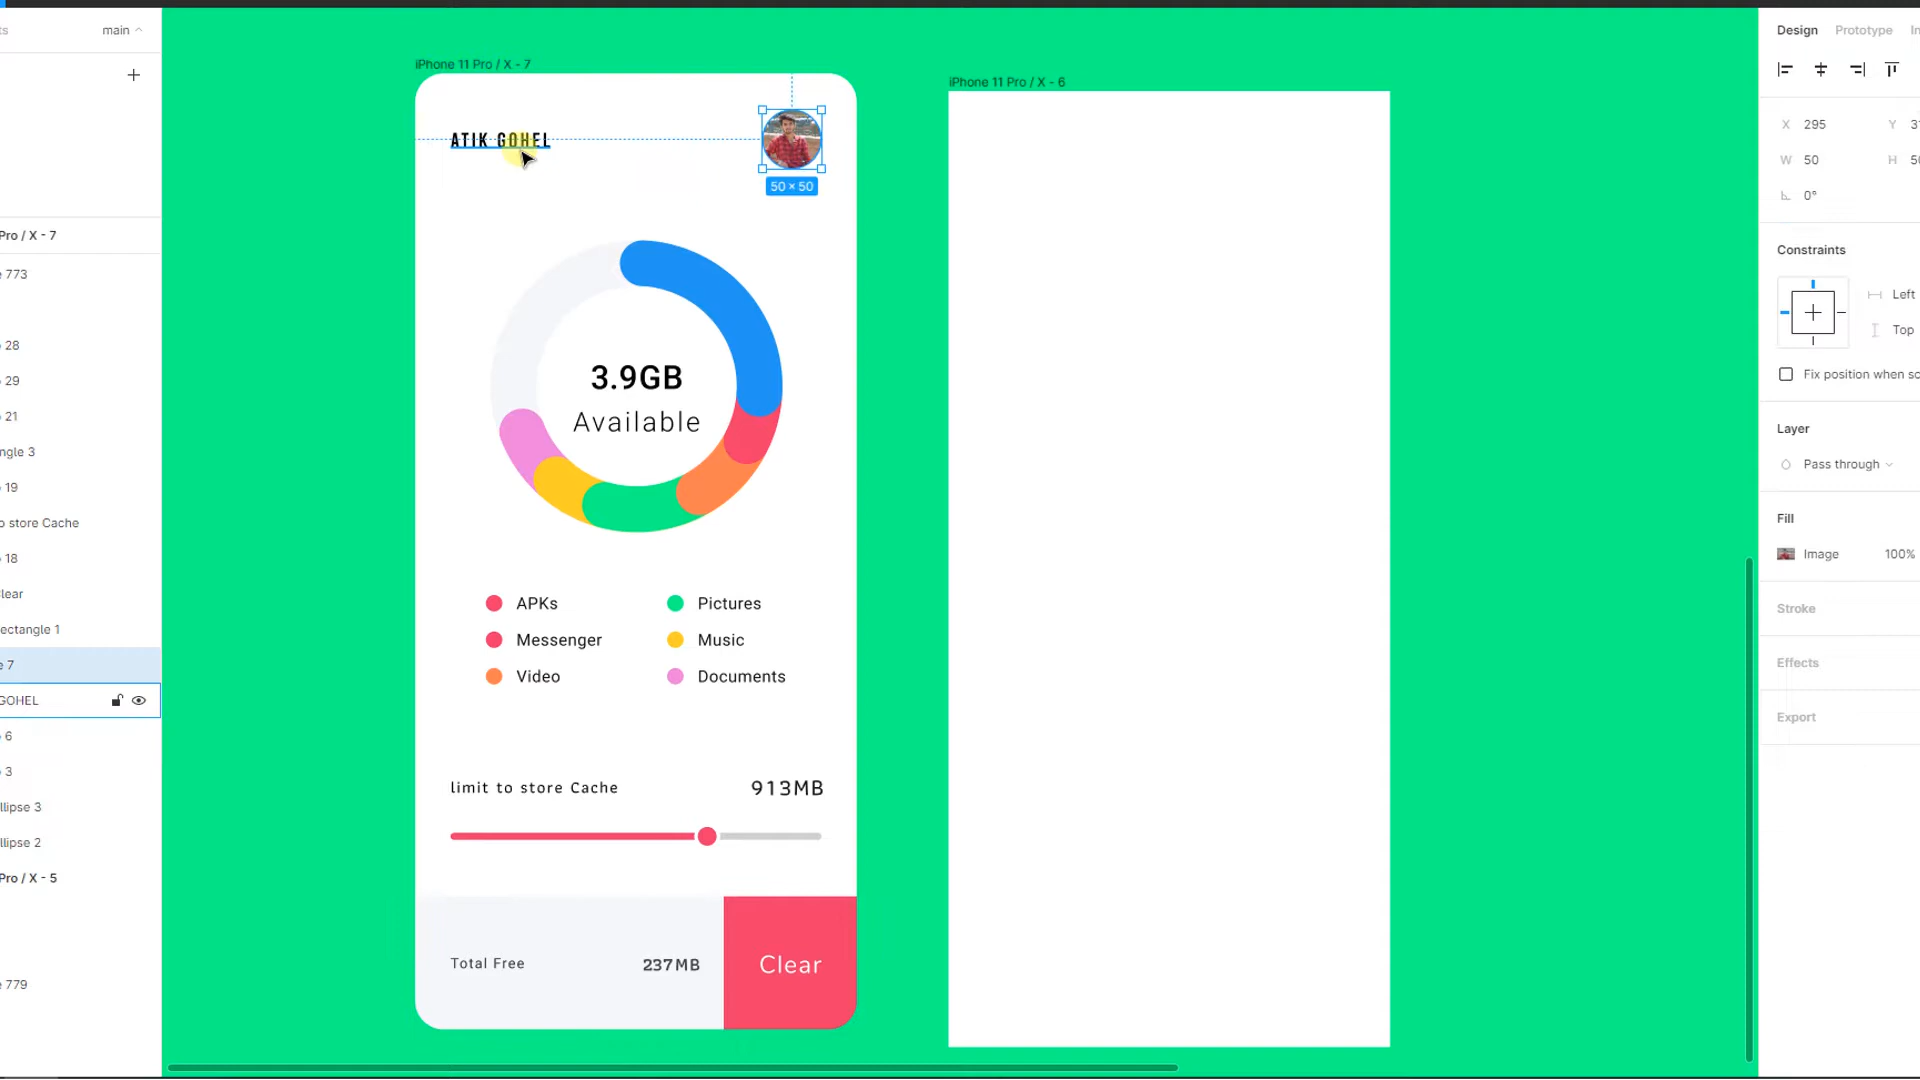 ts
main
Pro / X - 7
e 773
28
29
21
ngle 3
19
o store Cache
18
Clear
ectangle 1
e 7
GOHEL
6
3
llipse 3
llipse 2
Pro / X - 5
e 779
iPhone 11 Pro / X - 7
ATIK GOHEL
50 × 50
3.9GB
Available
APKs
Pictures
Messenger
Music
Video
Documents
limit to store Cache
913MB
Total Free
237MB
Clear
iPhone 11 Pro / X - 6
Design
Prototype
In
X
295
Y
W
50
H
0°
Constraints
Left
Top
Fix position when sc
Layer
Pass through
Fill
Image
100%
Stroke
Effects
Export